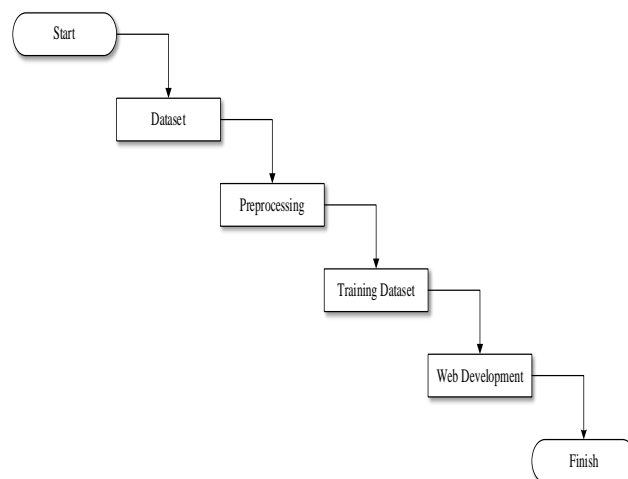 Start
Dataset
Preprocessing
Training Dataset
Web Development
Finish